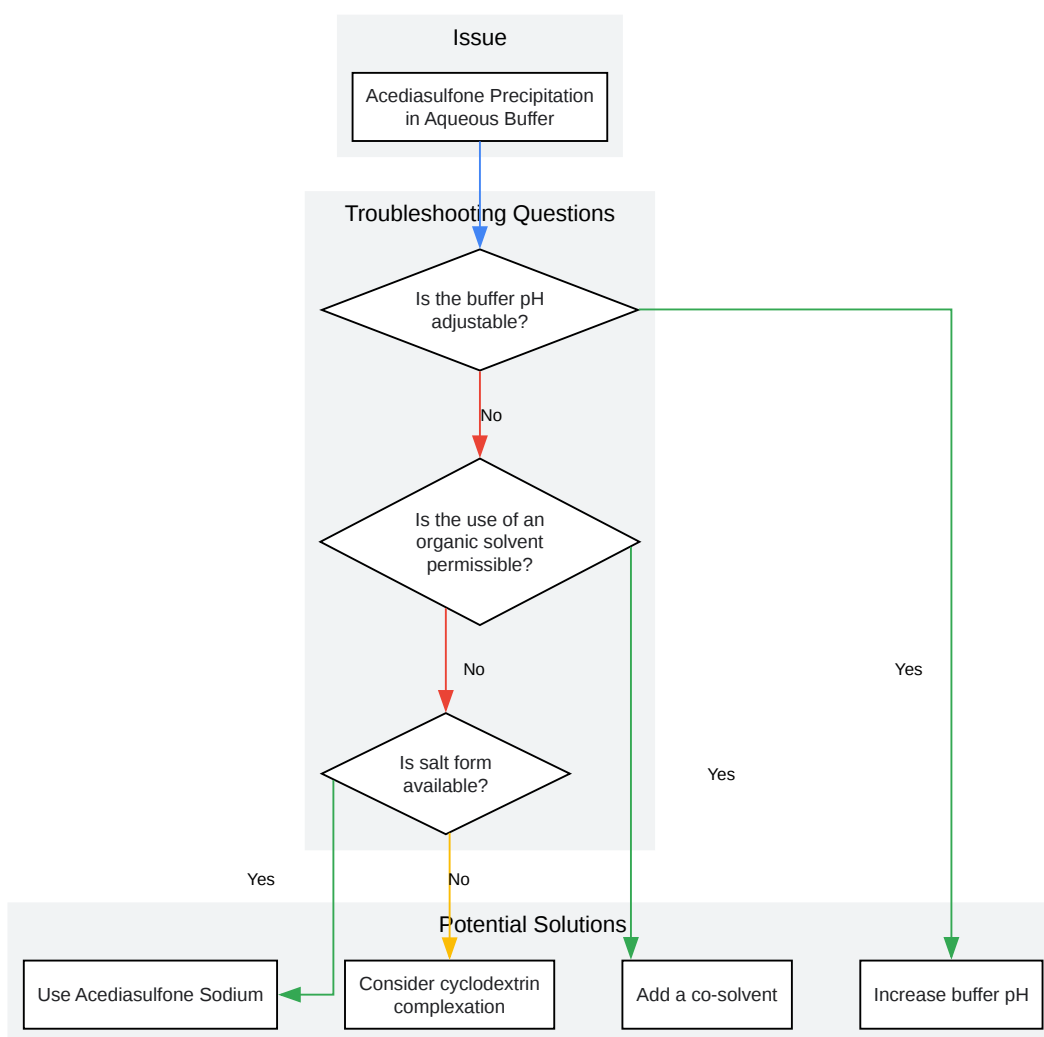 Issue
Acediasulfone Precipitation
in Aqueous Buffer
Troubleshooting Questions
Is the buffer pH
adjustable?
No
Is the use of an
organic solvent
permissible?
No
Yes
Is salt form
available?
Yes
Yes
No
Potential Solutions
Use Acediasulfone Sodium
Consider cyclodextrin
complexation
Add a co-solvent
Increase buffer pH